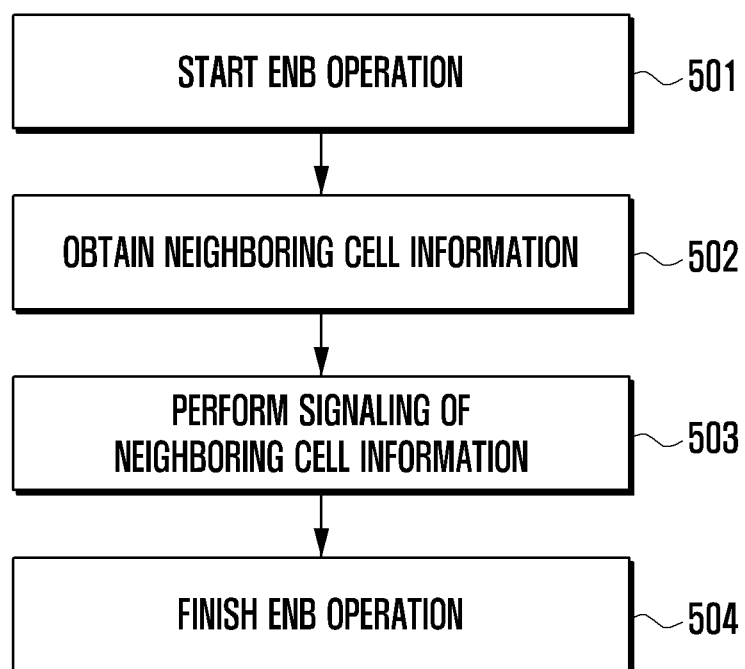 START ENB OPERATION
501
OBTAIN NEIGHBORING CELL INFORMATION
502
PERFORM SIGNALING OF
NEIGHBORING CELL INFORMATION
503
FINISH ENB OPERATION
504